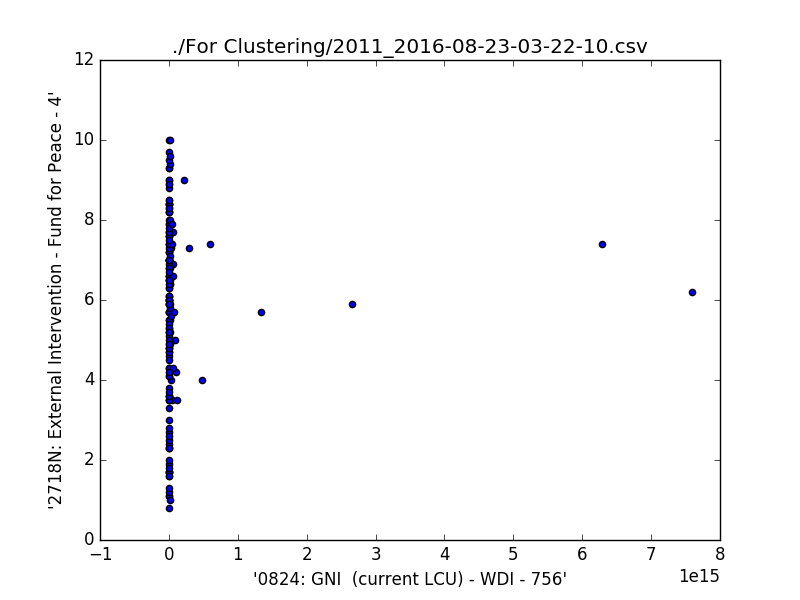 ./For Clustering/2011_2016-08-23-03-22-10.csv
12
10
8
6
4
2
0
'2718N: External Intervention - Fund for Peace - 4'
−1 0 1 2 3 4 5 6 7 8
1e15
'0824: GNI  (current LCU) - WDI - 756'